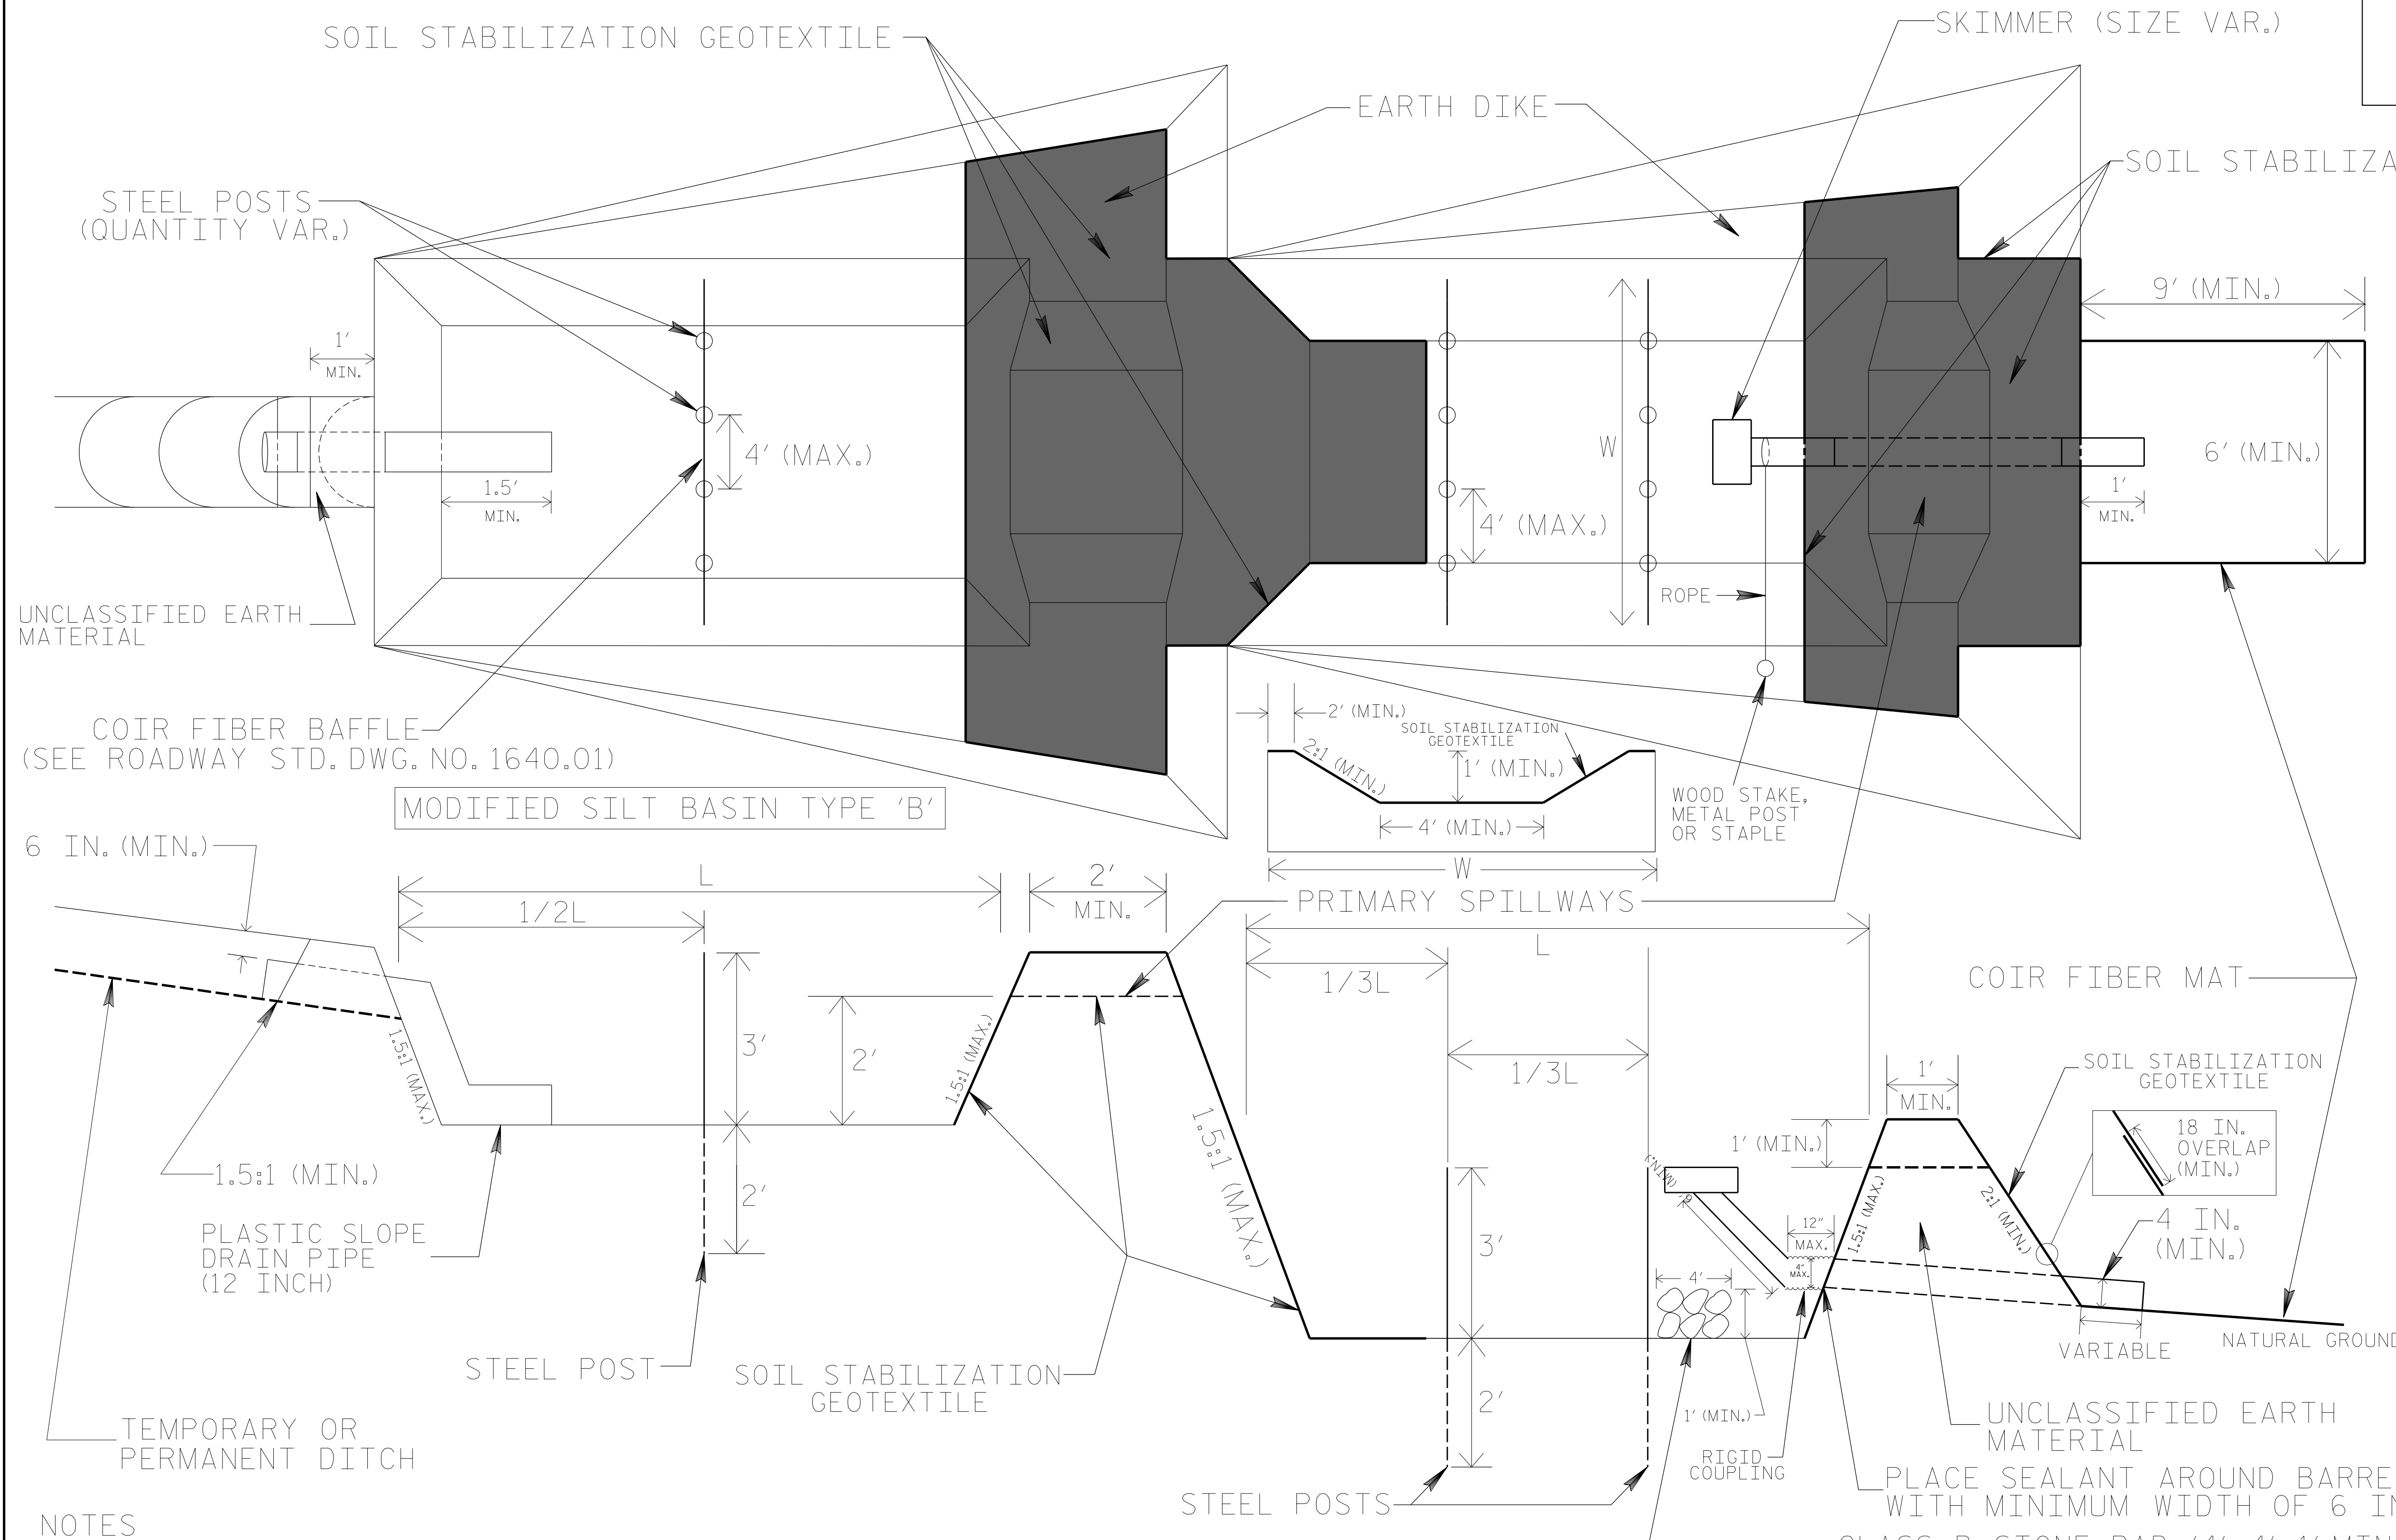 SOIL STABILIZATION GEOTEXTILE
SKIMMER (SIZE VAR.)
EARTH DIKE
SOIL STABILIZA
STEEL POSTS
(QUANTITY VAR.)
9' (MIN.)
1'
MIN.
4' (MAX.)
W
6' (MIN.)
1.5'
MIN.
1'
MIN.
4' (MAX.)
ROPE
UNCLASSIFIED EARTH
MATERIAL
COIR FIBER BAFFLE
(SEE ROADWAY STD. DWG. NO. 1640.01)
2' (MIN.)
SOIL STABILIZATION
GEOTEXTILE
2:1 (MIN.)
1' (MIN.)
4' (MIN.)
W
WOOD STAKE,
METAL POST
OR STAPLE
MODIFIED SILT BASIN TYPE 'B'
6 IN. (MIN.)
L
2'
MIN.
1/2L
PRIMARY SPILLWAYS
L
1/3L
COIR FIBER MAT
1.5:1 (MAX.)
3'
2'
1.5:1 (MAX.)
1/3L
1'
MIN.
SOIL STABILIZATION
GEOTEXTILE
1' (MIN.)
18 IN.
OVERLAP
(MIN.)
1.5:1 (MIN.)
2'
1.5:1 (MAX.)
6' (MIN.)
12"
MAX.
1.5:1 (MAX.)
2:1 (MIN.)
4 IN.
(MIN.)
PLASTIC SLOPE
DRAIN PIPE
(12 INCH)
3'
4'
4"
MAX.
STEEL POST
SOIL STABILIZATION
GEOTEXTILE
2'
1' (MIN.)
VARIABLE
NATURAL GROUND
TEMPORARY OR
PERMANENT DITCH
RIGID
COUPLING
UNCLASSIFIED EARTH
MATERIAL
STEEL POSTS
PLACE SEALANT AROUND BARRE
WITH MINIMUM WIDTH OF 6 IN
NOTES